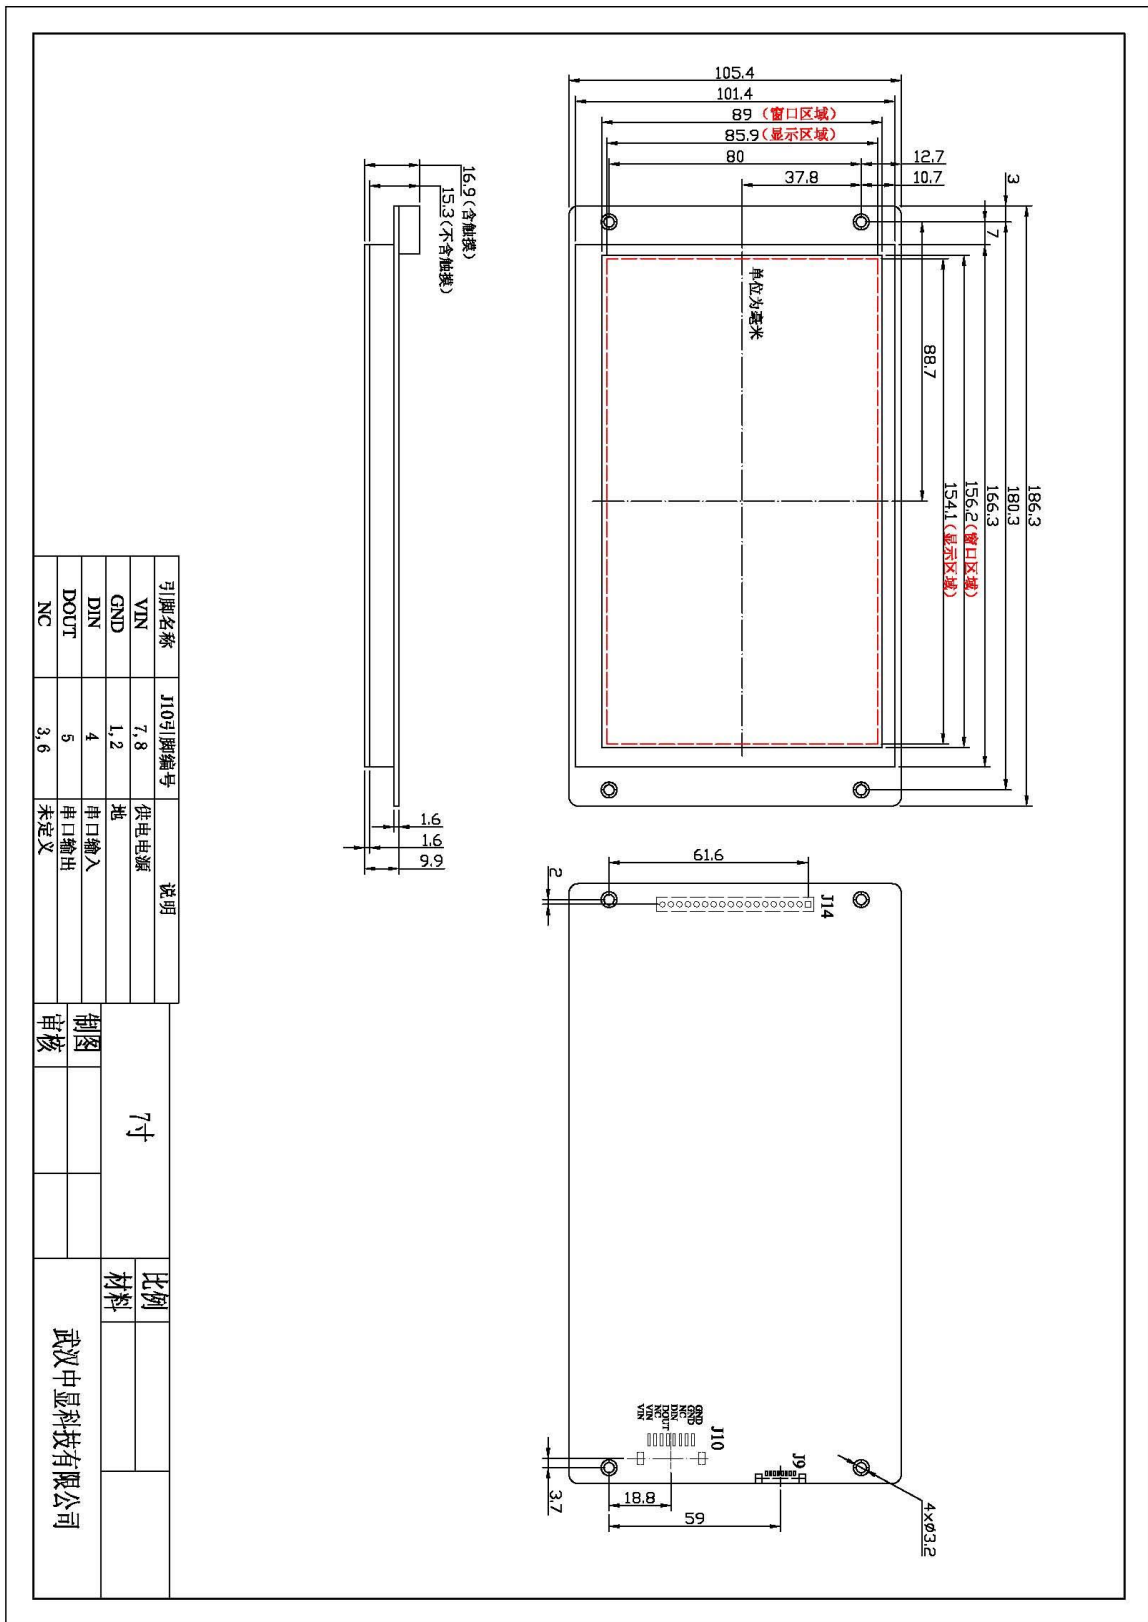 105.4
101.4
89（窗口区域）
85.9（显示区域）
80
12.7
37.8
10.7
3
7
186.3
180.3
166.3
156.2（窗口区域）
154.1（显示区域）
88.7
单位为毫米
16.9（含触摸）
15.3（不含触摸）
1.6
1.6
9.9
61.6
2
J14
J10
GND
GND
NC
DIN
DOUT
NC
VIN
VIN
J9
4xø3.2
3.7
18.8
59
引脚名称 J10引脚编号 说明
VIN 7,8 供电电源
GND 1,2 地
DIN 4 串口输入
DOUT 5 串口输出
NC 3,6 未定义
7寸
制图
审核
比例
材料
武汉中显科技有限公司